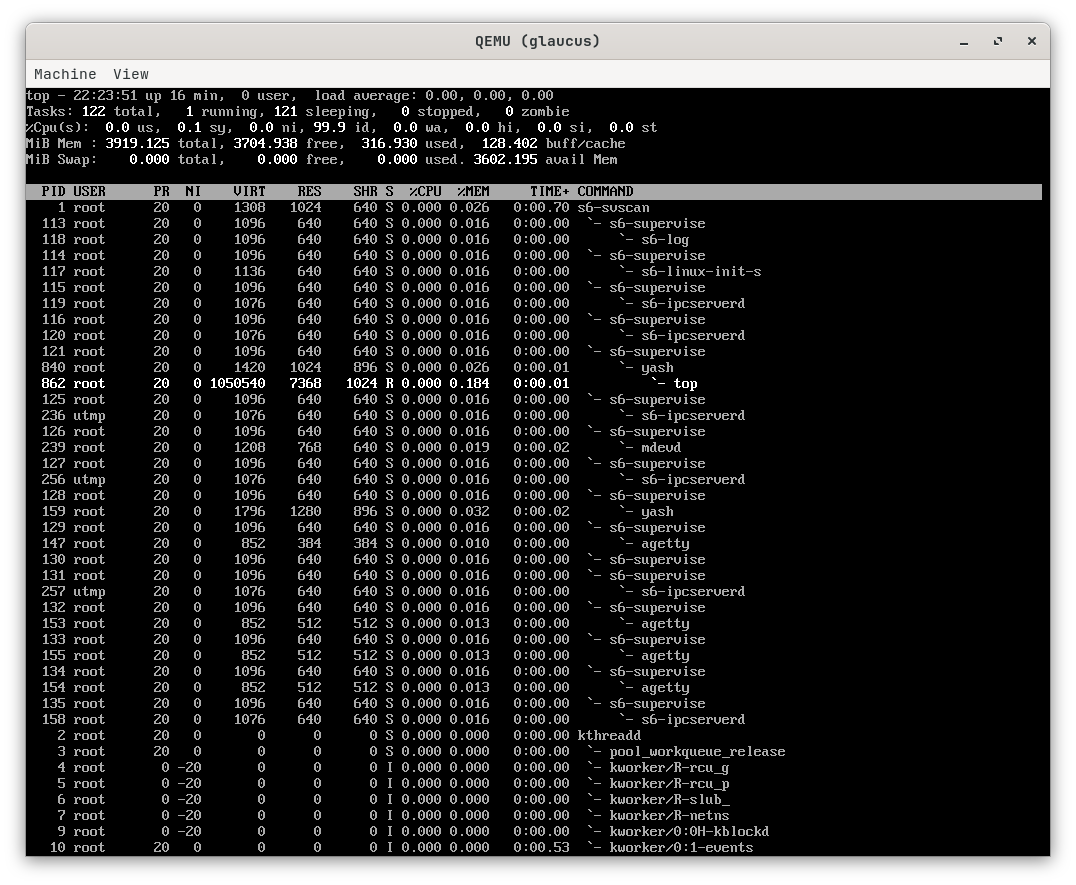 QEMU (glaucus)
Machine View
top - 22:23:51 up 16 min,  0 user,  load average: 0.00, 0.00, 0.00
Tasks: 122 total,   1 running, 121 sleeping,   0 stopped,   0 zombie
%Cpu(s):  0.0 us,  0.1 sy,  0.0 ni, 99.9 id,  0.0 wa,  0.0 hi,  0.0 si,  0.0 st
MiB Mem : 3919.125 total, 3704.938 free,  316.930 used,  128.402 buff/cache
MiB Swap:    0.000 total,    0.000 free,    0.000 used. 3602.195 avail Mem
PID USER      PR  NI    VIRT    RES    SHR S  %CPU  %MEM     TIME+ COMMAND
1 root      20   0    1308   1024    640 S 0.000 0.026   0:00.70 s6-svscan
113 root      20   0    1096    640    640 S 0.000 0.016   0:00.00  `- s6-supervise
118 root      20   0    1096    640    640 S 0.000 0.016   0:00.00      `- s6-log
114 root      20   0    1096    640    640 S 0.000 0.016   0:00.00  `- s6-supervise
117 root      20   0    1136    640    640 S 0.000 0.016   0:00.00      `- s6-linux-init-s
115 root      20   0    1096    640    640 S 0.000 0.016   0:00.00  `- s6-supervise
119 root      20   0    1076    640    640 S 0.000 0.016   0:00.00      `- s6-ipcserverd
116 root      20   0    1096    640    640 S 0.000 0.016   0:00.00  `- s6-supervise
120 root      20   0    1076    640    640 S 0.000 0.016   0:00.00      `- s6-ipcserverd
121 root      20   0    1096    640    640 S 0.000 0.016   0:00.00  `- s6-supervise
840 root      20   0    1420   1024    896 S 0.000 0.026   0:00.01      `- yash
862 root      20   0 1050540   7368   1024 R 0.000 0.184   0:00.01          `- top
125 root      20   0    1096    640    640 S 0.000 0.016   0:00.00  `- s6-supervise
236 utmp      20   0    1076    640    640 S 0.000 0.016   0:00.00      `- s6-ipcserverd
126 root      20   0    1096    640    640 S 0.000 0.016   0:00.00  `- s6-supervise
239 root      20   0    1208    768    640 S 0.000 0.019   0:00.02      `- mdevd
127 root      20   0    1096    640    640 S 0.000 0.016   0:00.00  `- s6-supervise
256 utmp      20   0    1076    640    640 S 0.000 0.016   0:00.00      `- s6-ipcserverd
128 root      20   0    1096    640    640 S 0.000 0.016   0:00.00  `- s6-supervise
159 root      20   0    1796   1280    896 S 0.000 0.032   0:00.02      `- yash
129 root      20   0    1096    640    640 S 0.000 0.016   0:00.00  `- s6-supervise
147 root      20   0     852    384    384 S 0.000 0.010   0:00.00      `- agetty
130 root      20   0    1096    640    640 S 0.000 0.016   0:00.00  `- s6-supervise
131 root      20   0    1096    640    640 S 0.000 0.016   0:00.00  `- s6-supervise
257 utmp      20   0    1076    640    640 S 0.000 0.016   0:00.00      `- s6-ipcserverd
132 root      20   0    1096    640    640 S 0.000 0.016   0:00.00  `- s6-supervise
153 root      20   0     852    512    512 S 0.000 0.013   0:00.00      `- agetty
133 root      20   0    1096    640    640 S 0.000 0.016   0:00.00  `- s6-supervise
155 root      20   0     852    512    512 S 0.000 0.013   0:00.00      `- agetty
134 root      20   0    1096    640    640 S 0.000 0.016   0:00.00  `- s6-supervise
154 root      20   0     852    512    512 S 0.000 0.013   0:00.00      `- agetty
135 root      20   0    1096    640    640 S 0.000 0.016   0:00.00  `- s6-supervise
158 root      20   0    1076    640    640 S 0.000 0.016   0:00.00      `- s6-ipcserverd
2 root      20   0       0      0      0 S 0.000 0.000   0:00.00 kthreadd
3 root      20   0       0      0      0 S 0.000 0.000   0:00.00  `- pool_workqueue_release
4 root       0 -20       0      0      0 I 0.000 0.000   0:00.00  `- kworker/R-rcu_g
5 root       0 -20       0      0      0 I 0.000 0.000   0:00.00  `- kworker/R-rcu_p
6 root       0 -20       0      0      0 I 0.000 0.000   0:00.00  `- kworker/R-slub_
7 root       0 -20       0      0      0 I 0.000 0.000   0:00.00  `- kworker/R-netns
9 root       0 -20       0      0      0 I 0.000 0.000   0:00.00  `- kworker/0:0H-kblockd
10 root      20   0       0      0      0 I 0.000 0.000   0:00.53  `- kworker/0:1-events